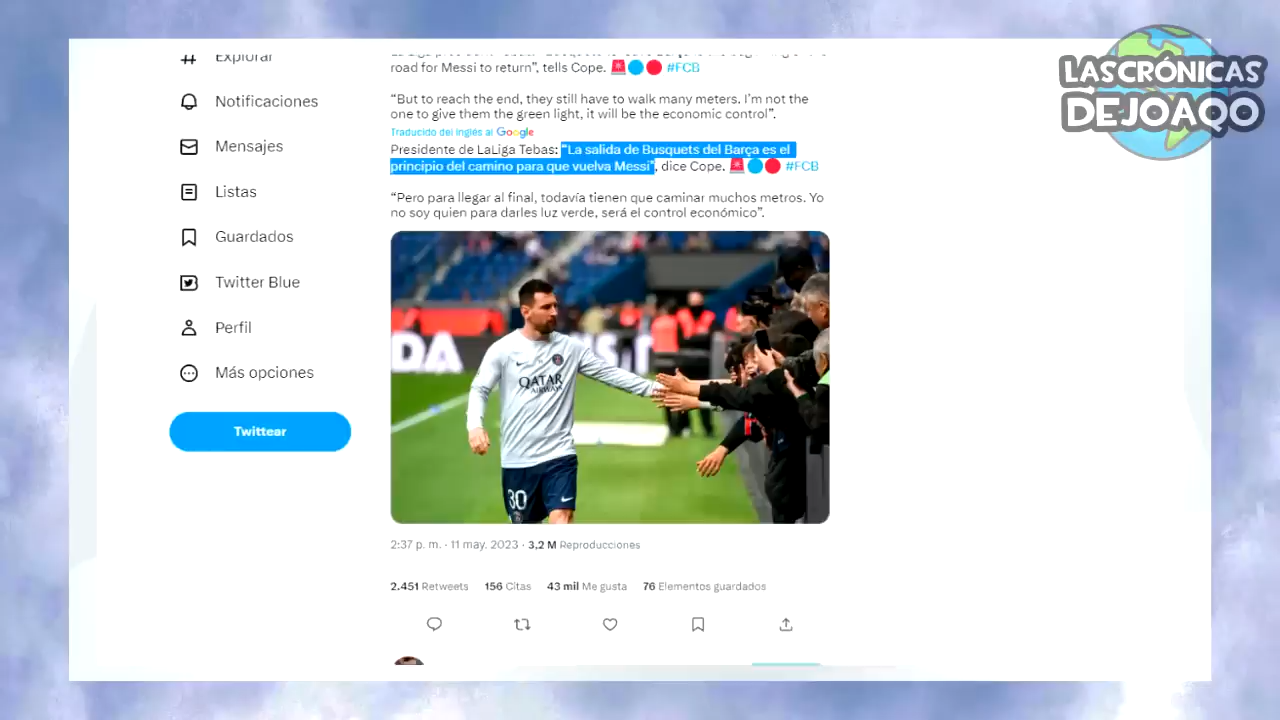 Explorar
Notificaciones
Mensajes
Listas
Guardados
Twitter Blue
Perfil
Más opciones
Twittear
road for Messi to return”, tells Cope. 🚨🔵🔴 #FCB
“But to reach the end, they still have to walk many meters. I’m not the
one to give them the green light, it will be the economic control”.
Traducido del inglés al Google
Presidente de LaLiga Tebas: “La salida de Busquets del Barça es el
principio del camino para que vuelva Messi”, dice Cope. 🚨🔵🔴 #FCB
“Pero para llegar al final, todavía tienen que caminar muchos metros. Yo
no soy quien para darles luz verde, será el control económico”.
QATAR
AIRWAYS
30
2:37 p. m. · 11 may. 2023 · 3,2 M Reproducciones
2.451 Retweets 156 Citas 43 mil Me gusta 76 Elementos guardados
LAS CRÓNICAS
DE JOAQO